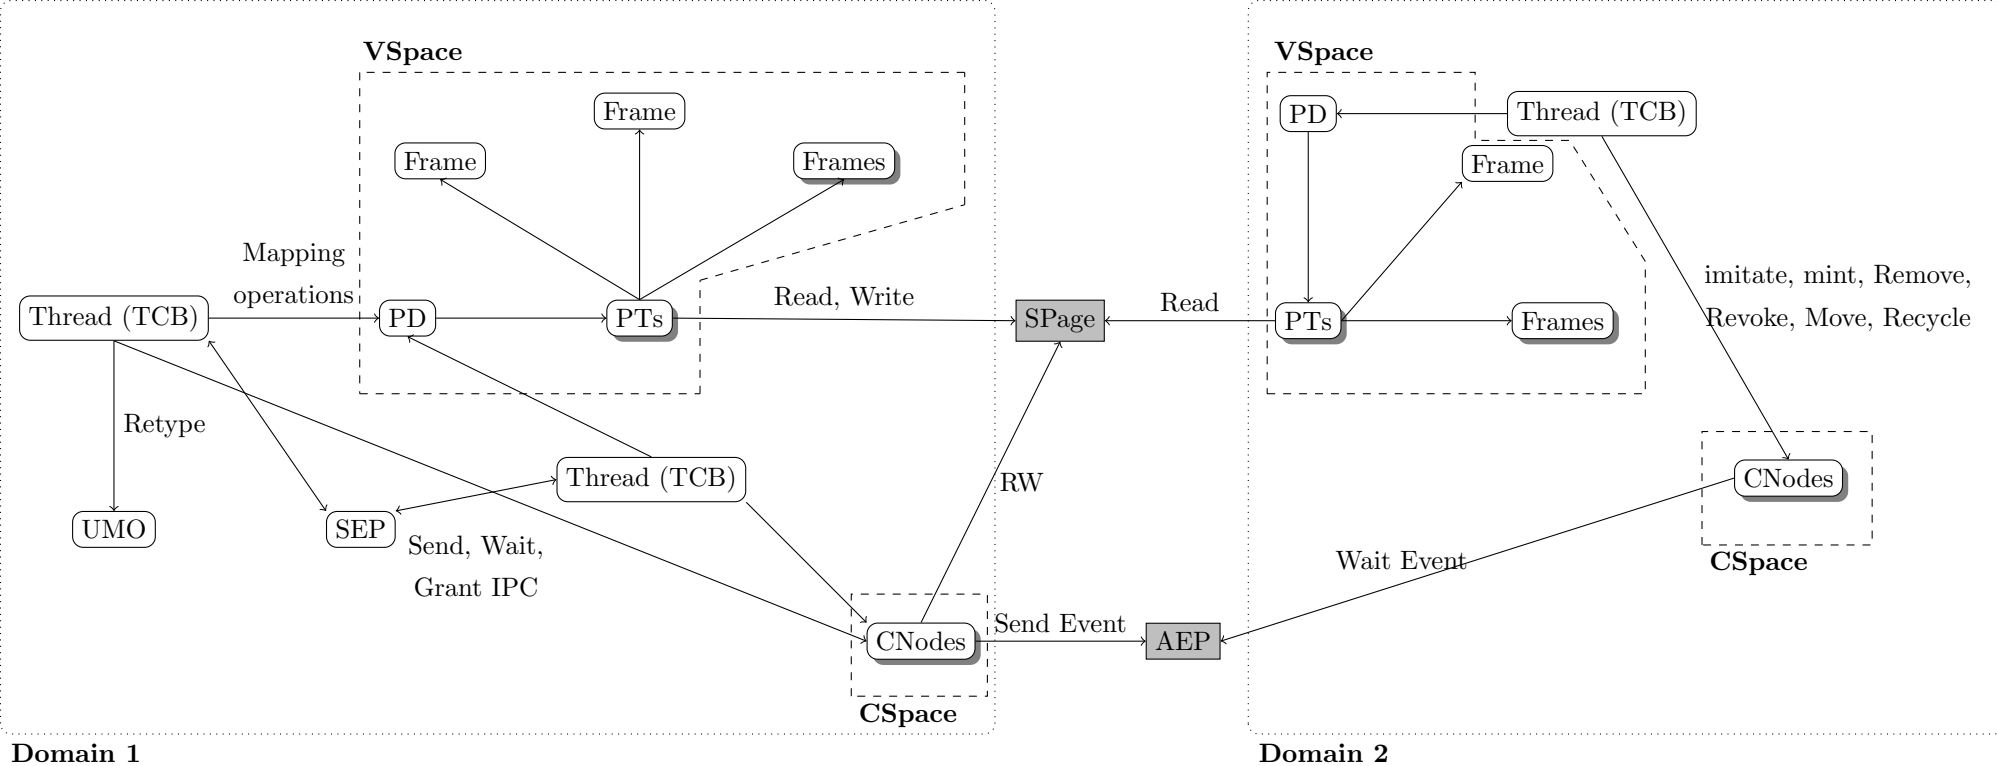 VSpace
VSpace
Frame
PD
Thread (TCB)
Frame
Frames
Frame
Mapping
operations
imitate, mint, Remove,
Revoke, Move, Recycle
Thread (TCB)
PD
PTs
Read, Write
SPage
Read
PTs
Frames
Retype
Thread (TCB)
RW
CNodes
UMO
SEP
Send, Wait,
Grant IPC
Wait Event
CSpace
CNodes
Send Event
AEP
CSpace
Domain 1
Domain 2